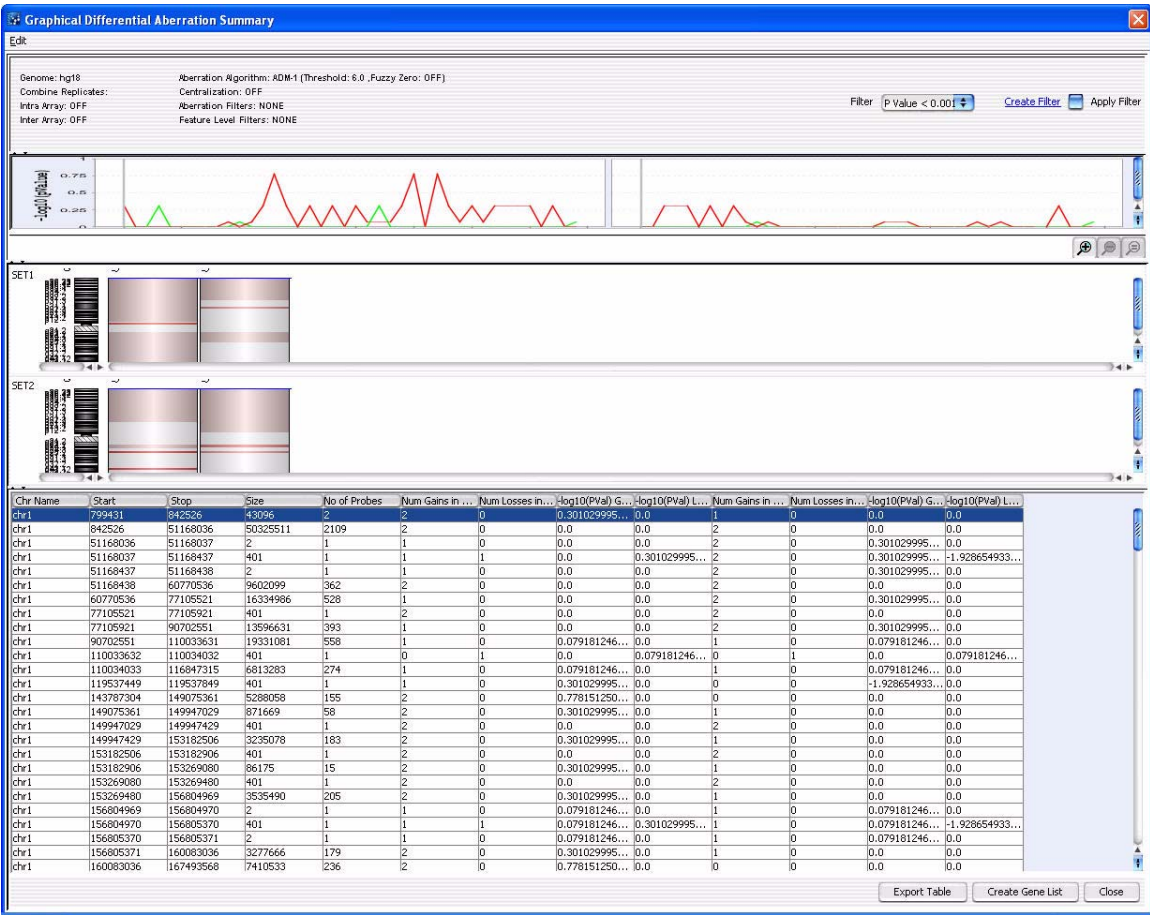 Graphical Differential Aberration Summary
Edit
Genome: hg18 Aberration Algorithm: ADM-1 (Threshold: 6.0 ,Fuzzy Zero: OFF)
Combine Replicates: Centralization: OFF
Intra Array: OFF Aberration Filters: NONE
Inter Array: OFF Feature Level Filters: NONE
Filter P Value < 0.001 Create Filter Apply Filter
-log10(pValue)
1
0.75
0.5
0.25
0
SET1
SET2
Chr Name Start Stop Size No of Probes Num Gains in ... Num Losses in... -log10(PVal) G... -log10(PVal) L... Num Gains in ... Num Losses in... -log10(PVal) G... -log10(PVal) L...
chr1 799431 842526 43096 2 2 0 0.301029995... 0.0 1 0 0.0 0.0
chr1 842526 51168036 50325511 2109 2 0 0.0 0.0 2 0 0.0 0.0
chr1 51168036 51168037 2 1 1 0 0.0 0.0 2 0 0.301029995... 0.0
chr1 51168037 51168437 401 1 1 1 0.0 0.301029995... 2 0 0.301029995... -1.928654933...
chr1 51168437 51168438 2 1 1 0 0.0 0.0 2 0 0.301029995... 0.0
chr1 51168438 60770536 9602099 362 2 0 0.0 0.0 2 0 0.0 0.0
chr1 60770536 77105521 16334986 528 1 0 0.0 0.0 2 0 0.301029995... 0.0
chr1 77105521 77105921 401 1 2 0 0.0 0.0 2 0 0.0 0.0
chr1 77105921 90702551 13596631 393 1 0 0.0 0.0 2 0 0.301029995... 0.0
chr1 90702551 110033631 19331081 558 1 0 0.079181246... 0.0 1 0 0.079181246... 0.0
chr1 110033632 110034032 401 1 0 1 0.0 0.079181246... 0 1 0.0 0.079181246...
chr1 110034033 116847315 6813283 274 1 0 0.079181246... 0.0 1 0 0.079181246... 0.0
chr1 119537449 119537849 401 1 1 0 0.301029995... 0.0 0 0 -1.928654933... 0.0
chr1 143787304 149075361 5288058 155 2 0 0.778151250... 0.0 0 0 0.0 0.0
chr1 149075361 149947029 871669 58 2 0 0.301029995... 0.0 1 0 0.0 0.0
chr1 149947029 149947429 401 1 2 0 0.0 0.0 2 0 0.0 0.0
chr1 149947429 153182506 3235078 183 2 0 0.301029995... 0.0 1 0 0.0 0.0
chr1 153182506 153182906 401 1 2 0 0.0 0.0 2 0 0.0 0.0
chr1 153182906 153269080 86175 15 2 0 0.301029995... 0.0 1 0 0.0 0.0
chr1 153269080 153269480 401 1 2 0 0.0 0.0 2 0 0.0 0.0
chr1 153269480 156804969 3535490 205 2 0 0.301029995... 0.0 1 0 0.0 0.0
chr1 156804969 156804970 2 1 1 0 0.079181246... 0.0 1 0 0.079181246... 0.0
chr1 156804970 156805370 401 1 1 1 0.079181246... 0.301029995... 1 0 0.079181246... -1.928654933...
chr1 156805370 156805371 2 1 1 0 0.079181246... 0.0 1 0 0.079181246... 0.0
chr1 156805371 160083036 3277666 179 2 0 0.301029995... 0.0 1 0 0.0 0.0
chr1 160083036 167493568 7410533 236 2 0 0.778151250... 0.0 0 0 0.0 0.0
Export Table Create Gene List Close